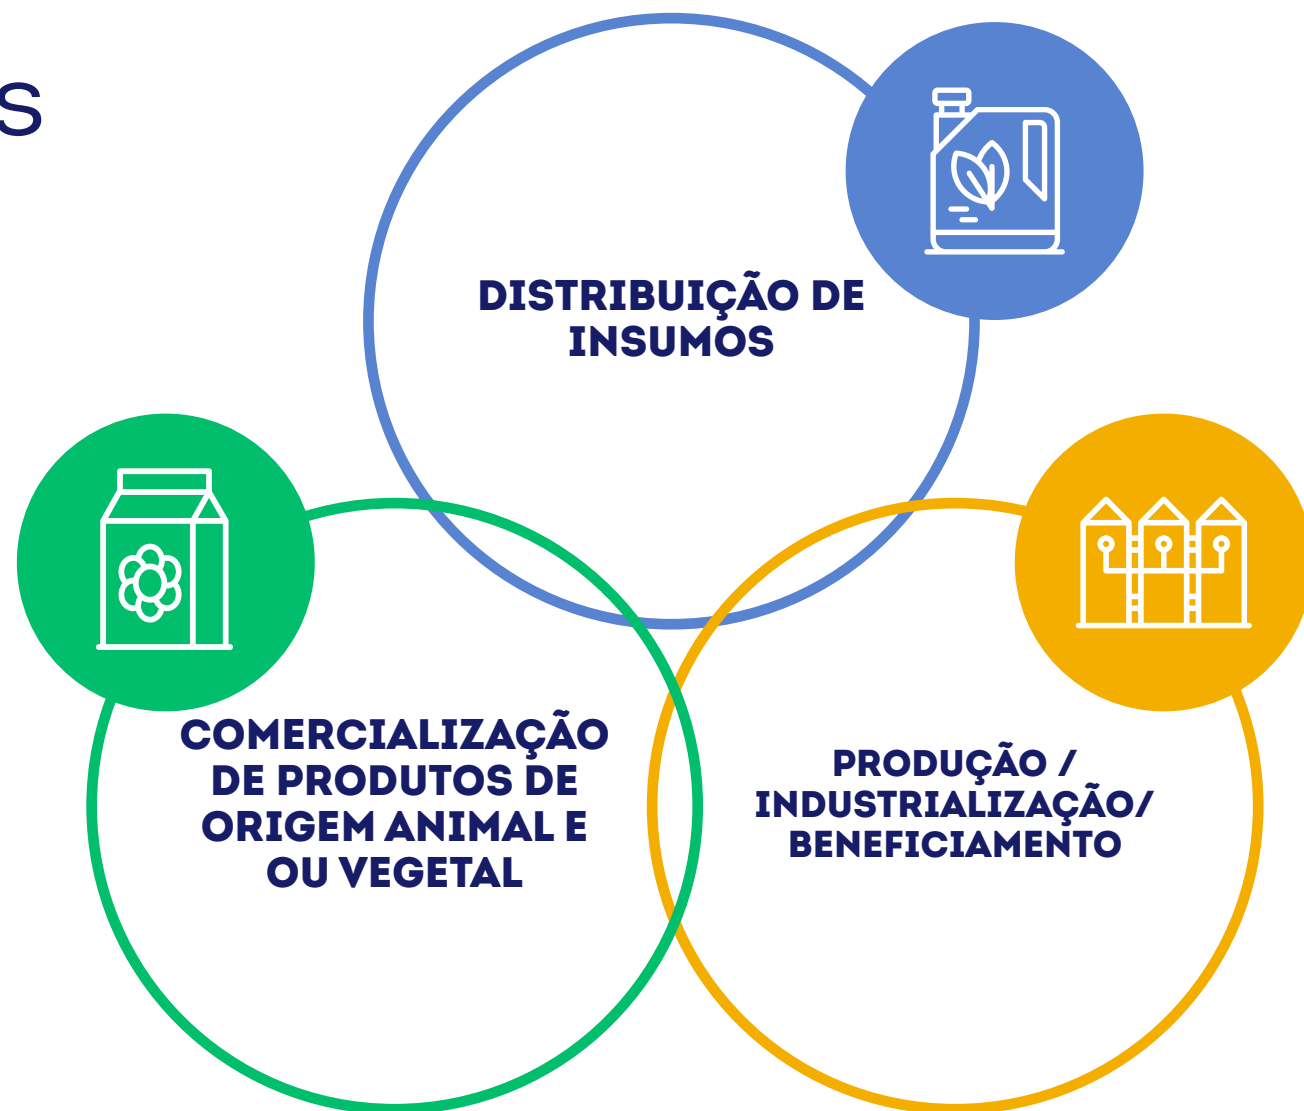 s
DISTRIBUIÇÃO DE
INSUMOS
COMERCIALIZAÇÃO
DE PRODUTOS DE
ORIGEM ANIMAL E
OU VEGETAL
PRODUÇÃO /
INDUSTRIALIZAÇÃO/
BENEFICIAMENTO